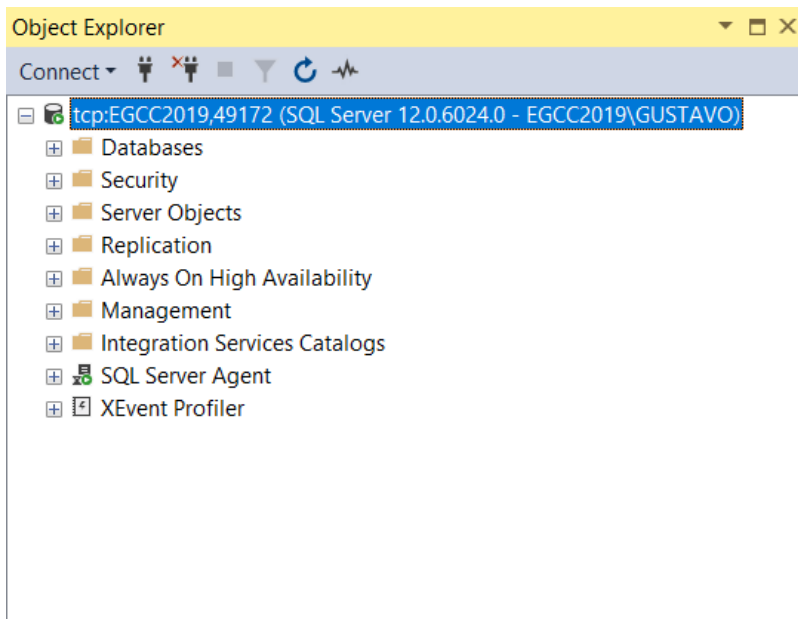 Object Explorer
Connect
tcp:EGCC2019,49172 (SQL Server 12.0.6024.0 - EGCC2019\GUSTAVO)
Databases
Security
Server Objects
Replication
Always On High Availability
Management
Integration Services Catalogs
SQL Server Agent
XEvent Profiler